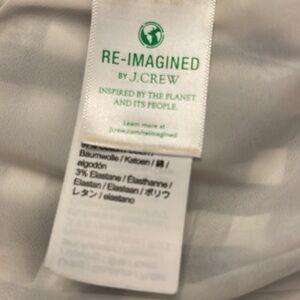 RE-IMAGINED
BY J.CREW
INSPIRED BY THE PLANET
AND ITS PEOPLE.
Learn more at
jcrew.com/reimagined
Baumwolle / Katoen / 綿 /
algodón
3% Elastane / Élasthanne /
Elastan / Elastaan / ポリウ
レタン / elastano